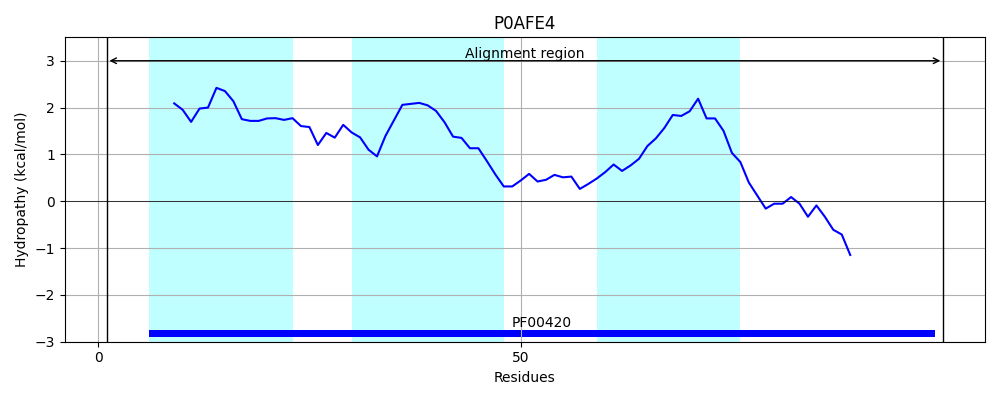 P0AFE4
Alignment region
3
2
1
0
−1
−2
−3
Hydropathy (kcal/mol)
PF00420
0
50
Residues